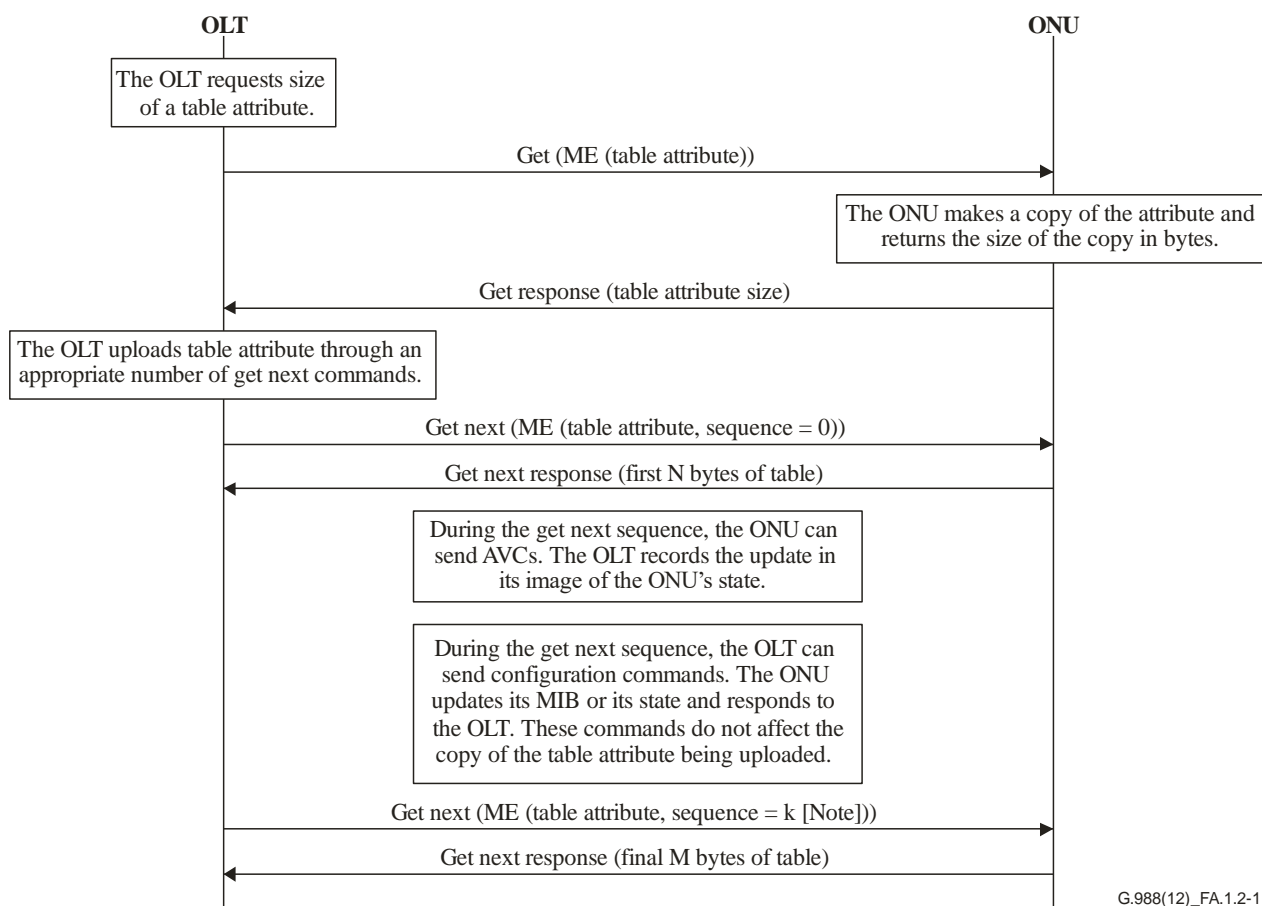 OLT
ONU
The OLT requests size
of a table attribute.
Get (ME (table attribute))
The ONU makes a copy of the attribute and
returns the size of the copy in bytes.
Get response (table attribute size)
The OLT uploads table attribute through an
appropriate number of get next commands.
Get next (ME (table attribute, sequence = 0))
Get next response (first N bytes of table)
During the get next sequence, the ONU can
send AVCs. The OLT records the update in
its image of the ONU's state.
During the get next sequence, the OLT can
send configuration commands. The ONU
updates its MIB or its state and responds to
the OLT. These commands do not affect the
copy of the table attribute being uploaded.
Get next (ME (table attribute, sequence = k [Note]))
Get next response (final M bytes of table)
G.988(12)_FA.1.2-1